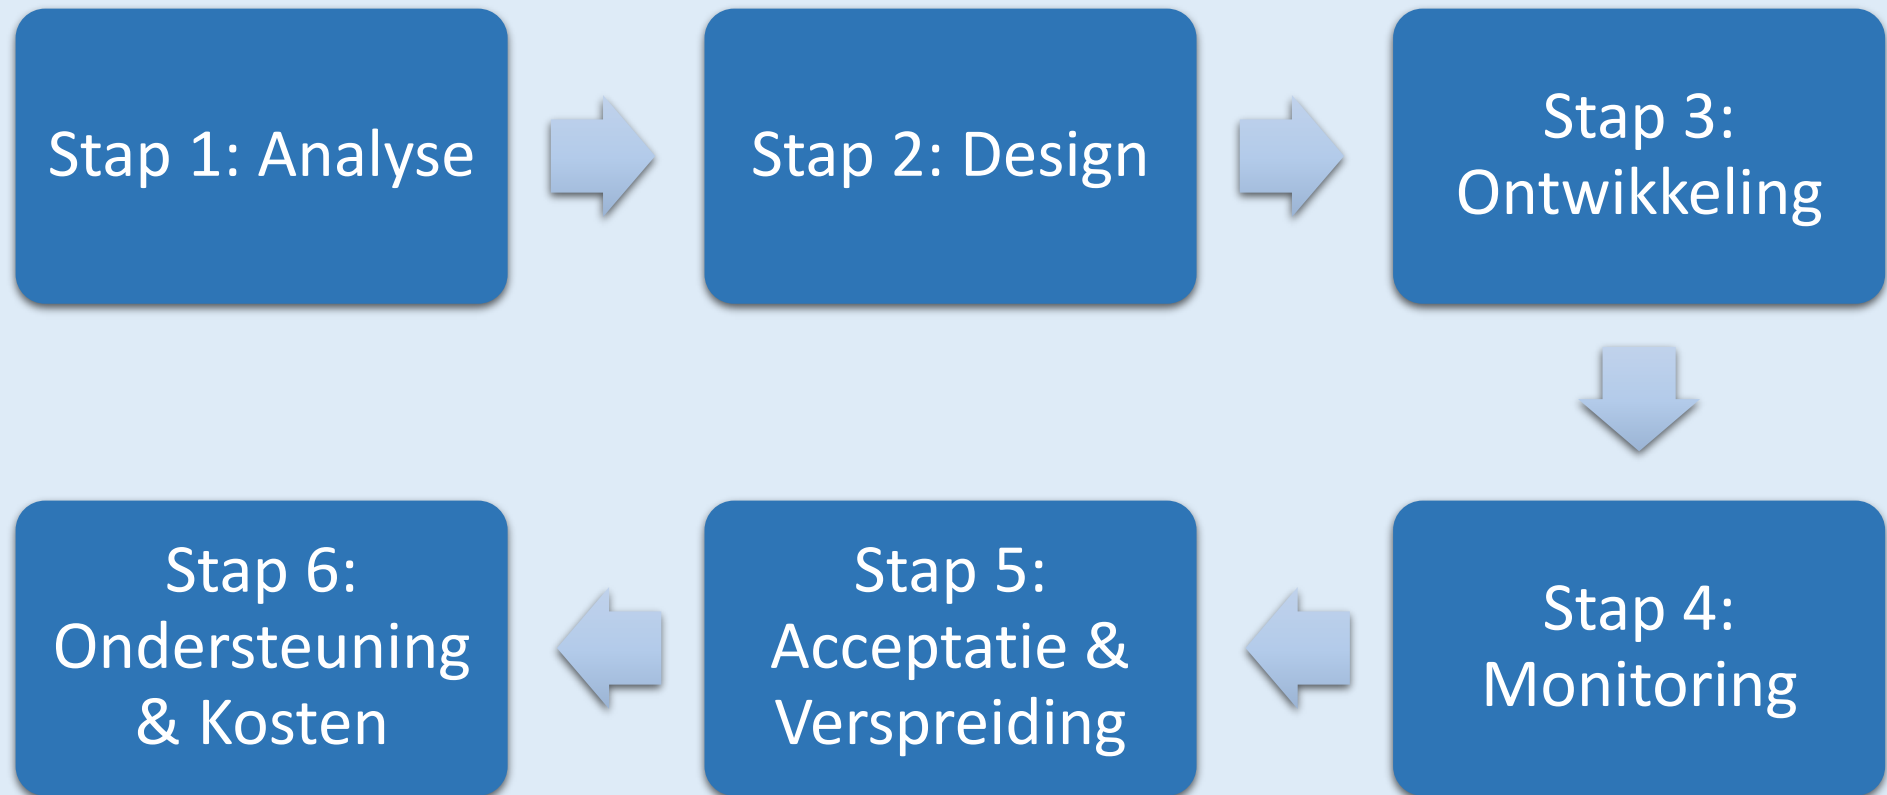 Stap 1: Analyse
Stap 2: Design
Stap 3:
Ontwikkeling
Stap 4:
Monitoring
Stap 5:
Acceptatie &
Verspreiding
Stap 6:
Ondersteuning
& Kosten